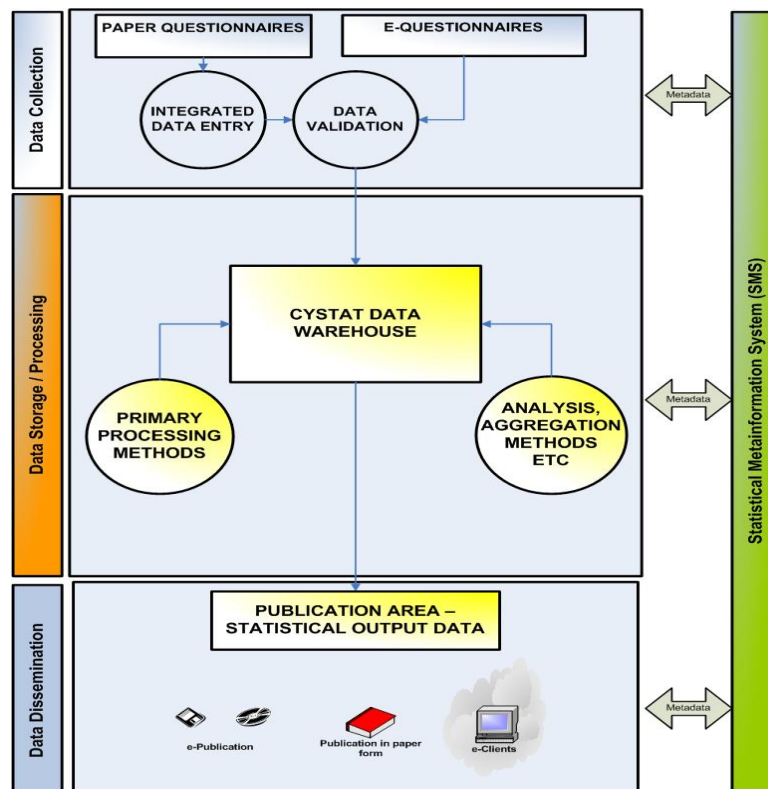 PAPER QUESTIONNAIRES
E-QUESTIONNAIRES
Data Collection
INTEGRATED
DATA ENTRY
DATA
VALIDATION
Metadata
CYSTAT DATA
WAREHOUSE
Data Storage / Processing
PRIMARY
PROCESSING
METHODS
ANALYSIS,
AGGREGATION
METHODS
ETC
Metadata
Statistical Metainformation System (SMS)
PUBLICATION AREA –
STATISTICAL OUTPUT DATA
Data Dissemination
e-Publication
Publication in paper
form
e-Clients
Metadata